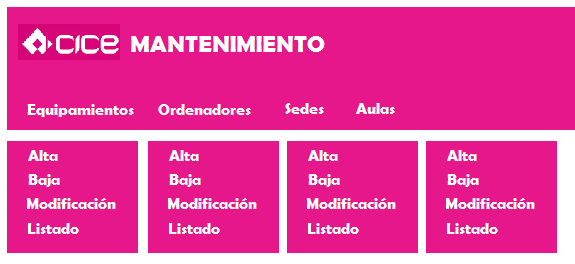 CICE MANTENIMIENTO
Equipamientos Ordenadores Sedes Aulas
Alta Alta Alta Alta
Baja Baja Baja Baja
Modificación Modificación Modificación Modificación
Listado Listado Listado Listado